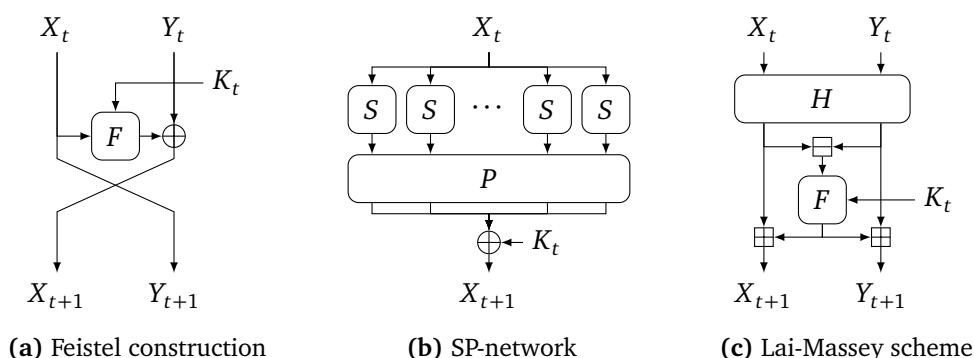 X_t Y_t
K_t
F
X_{t+1} Y_{t+1}
(a) Feistel construction
X_t
S S ⋯ S S
P
K_t
X_{t+1}
(b) SP-network
X_t Y_t
H
F
K_t
X_{t+1} Y_{t+1}
(c) Lai-Massey scheme